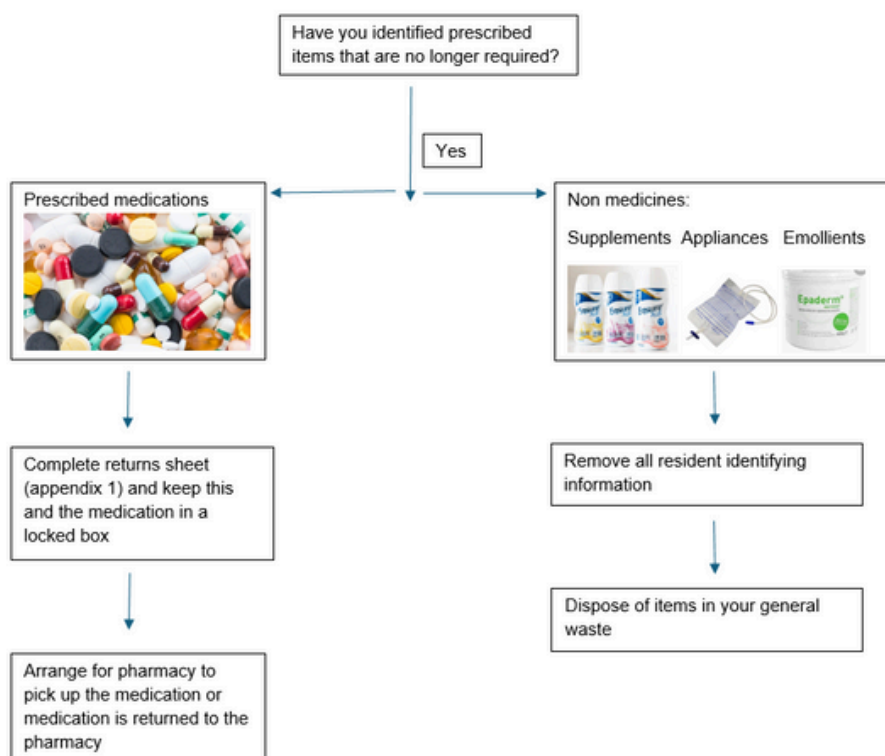 Have you identified prescribed
items that are no longer required?
Yes
Prescribed medications
Non medicines:
Supplements Appliances Emollients
Epaderm
Complete returns sheet
(appendix 1) and keep this
and the medication in a
locked box
Remove all resident identifying
information
Dispose of items in your general
waste
Arrange for pharmacy to
pick up the medication or
medication is returned to the
pharmacy